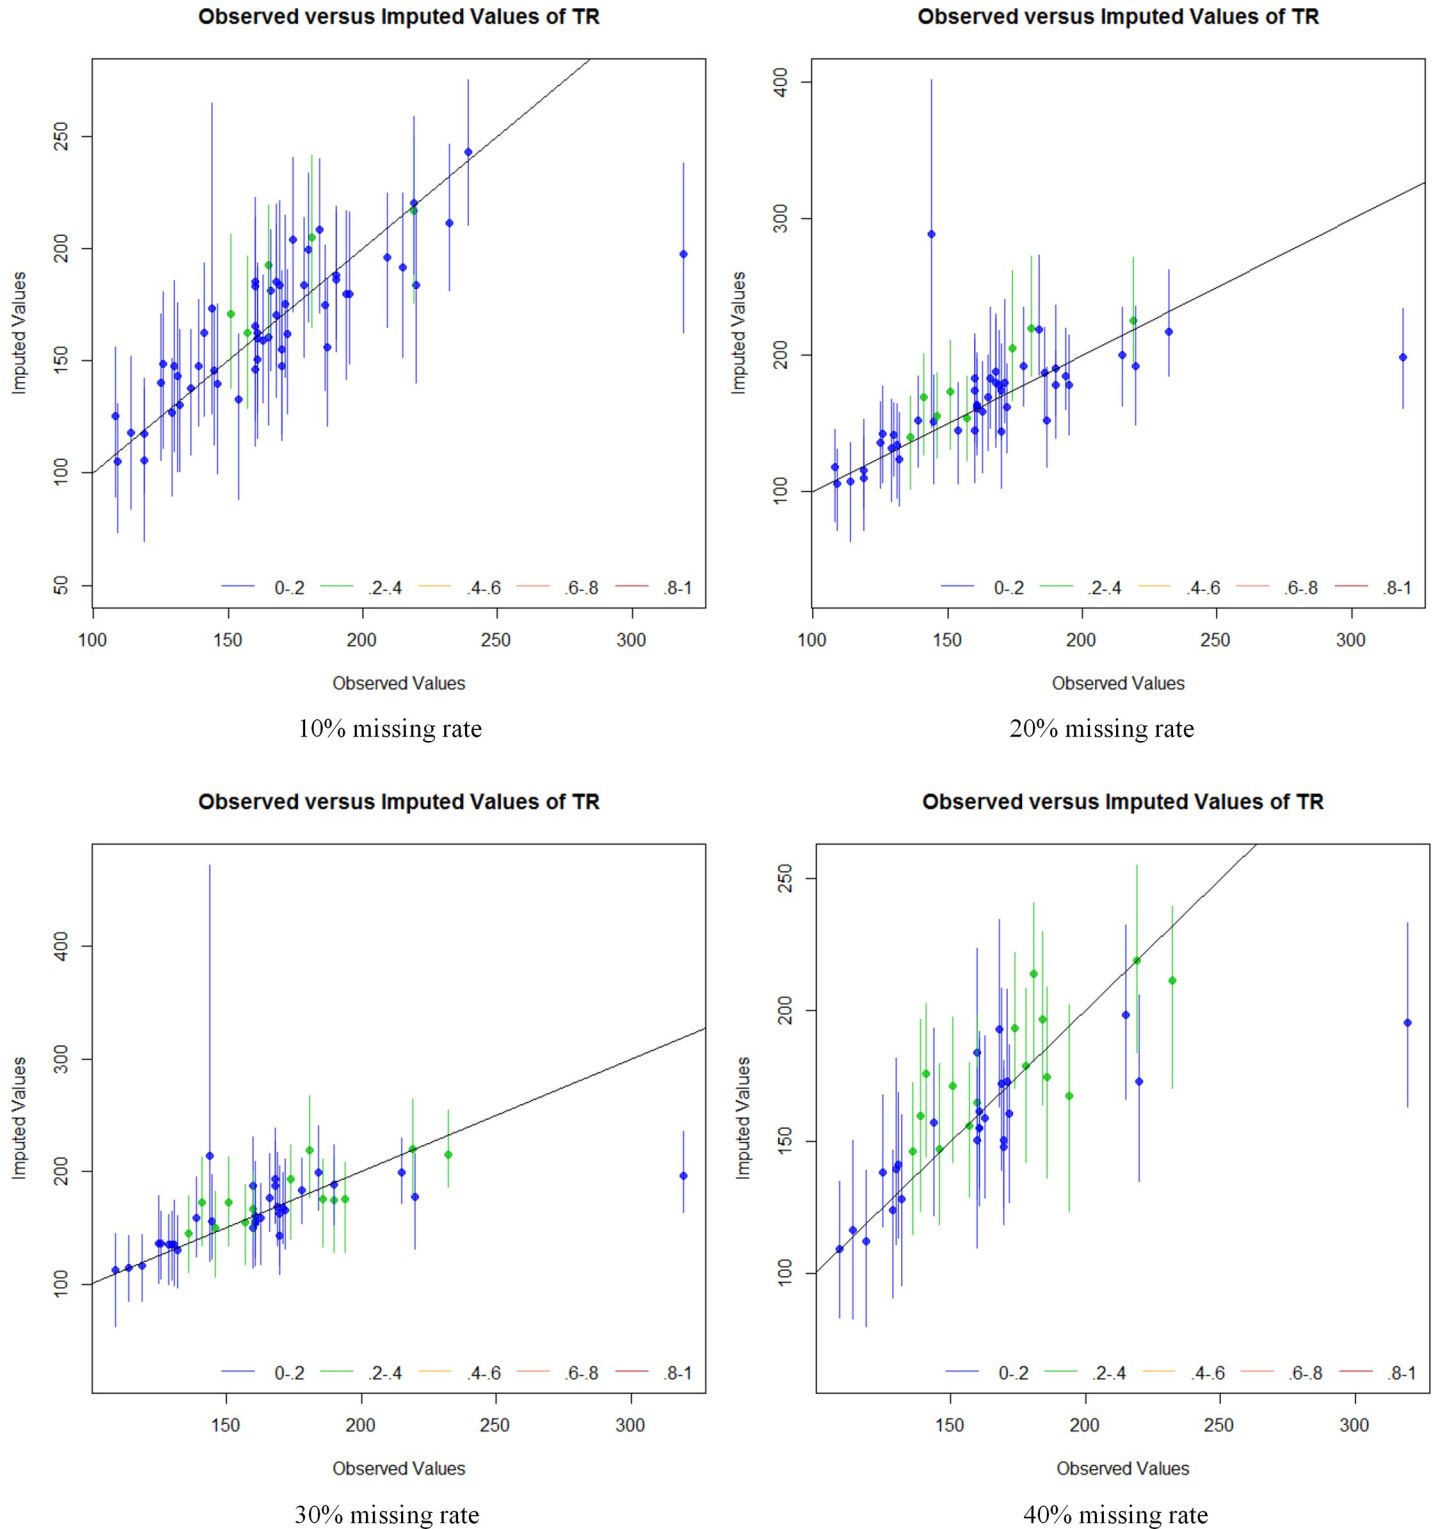 Observed versus Imputed Values of TR
Imputed Values
250
200
150
100
50
0-.2 .2-.4 .4-.6 .6-.8 .8-1
100 150 200 250 300
Observed Values
10% missing rate
Observed versus Imputed Values of TR
Imputed Values
400
300
200
100
0-.2 .2-.4 .4-.6 .6-.8 .8-1
100 150 200 250 300
Observed Values
20% missing rate
Observed versus Imputed Values of TR
Imputed Values
400
300
200
100
0-.2 .2-.4 .4-.6 .6-.8 .8-1
150 200 250 300
Observed Values
30% missing rate
Observed versus Imputed Values of TR
Imputed Values
250
200
150
100
0-.2 .2-.4 .4-.6 .6-.8 .8-1
150 200 250 300
Observed Values
40% missing rate